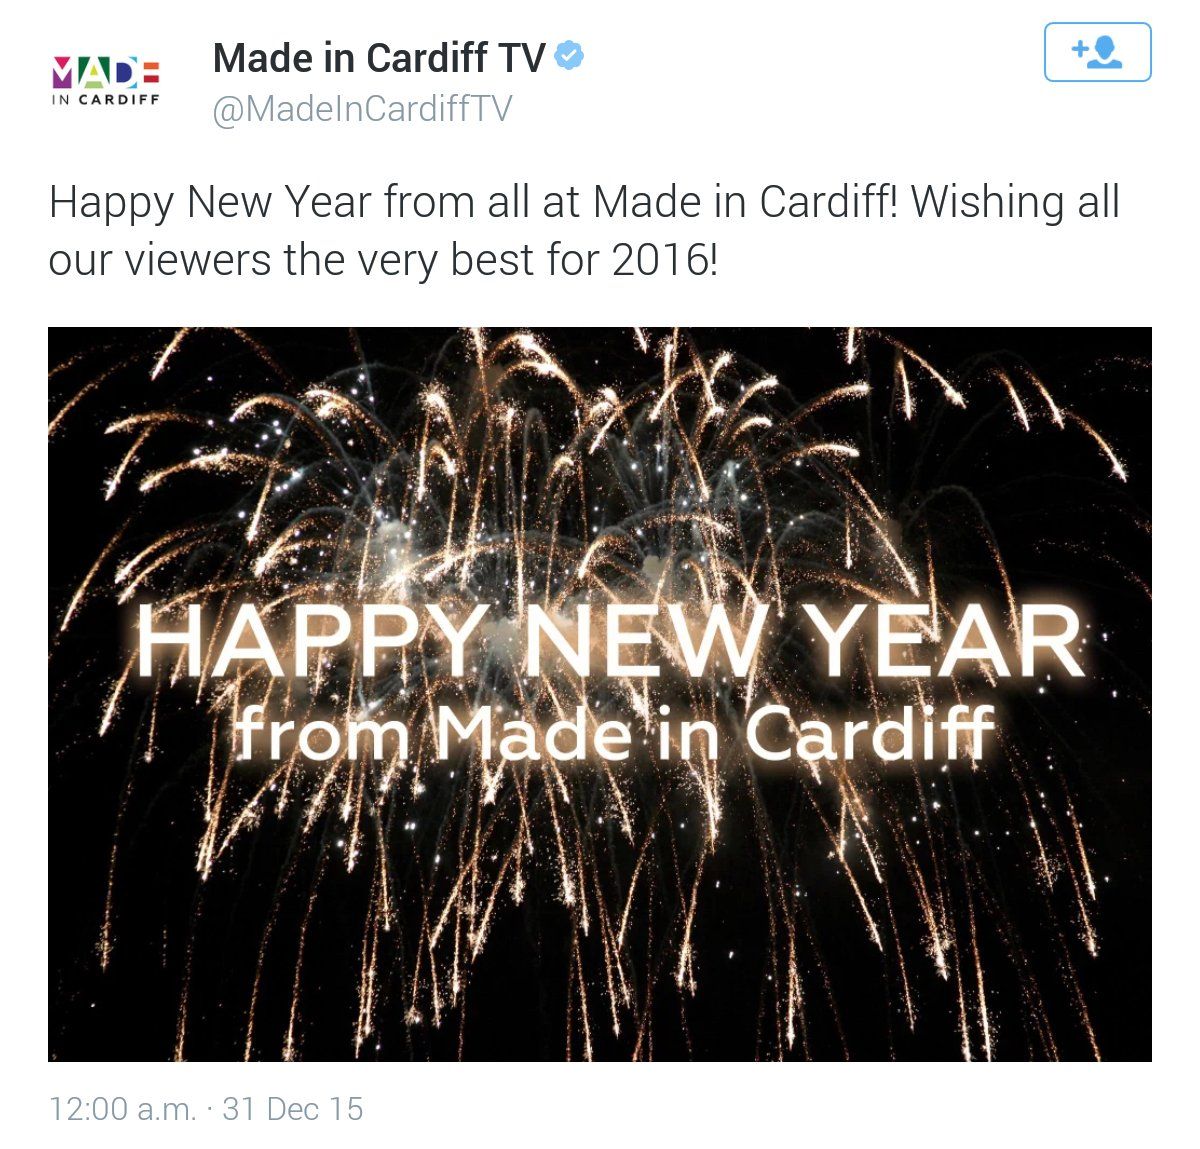 MADE
IN CARDIFF
Made in Cardiff TV
@MadeInCardiffTV
Happy New Year from all at Made in Cardiff! Wishing all
our viewers the very best for 2016!
HAPPY NEW YEAR
from Made in Cardiff
12:00 a.m. · 31 Dec 15